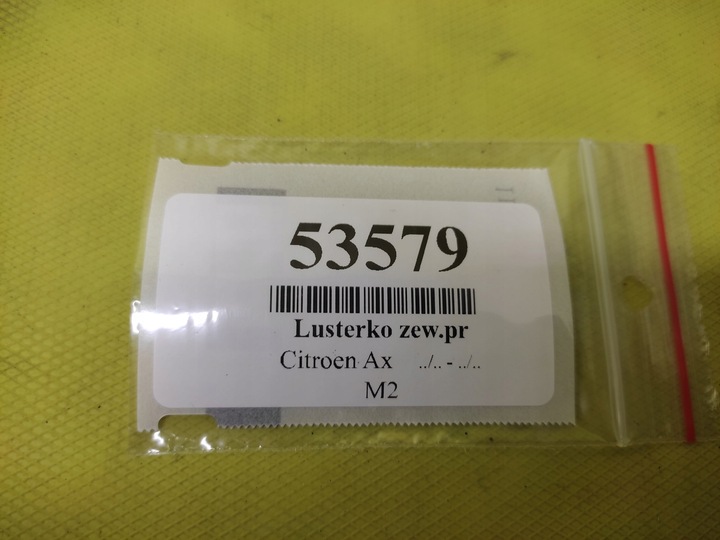 53579
Lusterko zew.pr
Citroen Ax ../.. - ../..
M2